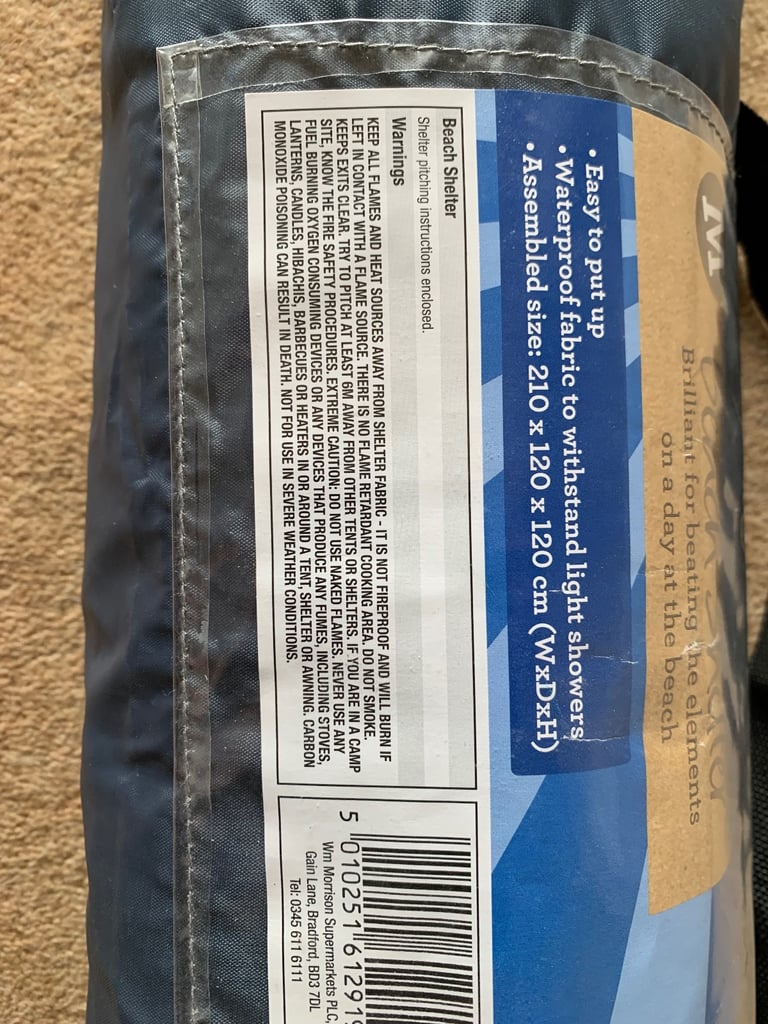 M
Brilliant for beating the elements
on a day at the beach
• Easy to put up
• Waterproof fabric to withstand light showers
• Assembled size: 210 x 120 x 120 cm (WxDxH)
Beach Shelter
Shelter pitching instructions enclosed.
Warnings
KEEP ALL FLAMES AND HEAT SOURCES AWAY FROM SHELTER FABRIC - IT IS NOT FIREPROOF AND WILL BURN IF
LEFT IN CONTACT WITH A FLAME SOURCE. THERE IS NO FLAME RETARDANT COOKING AREA. DO NOT SMOKE.
KEEPS EXITS CLEAR. TRY TO PITCH AT LEAST 6M AWAY FROM OTHER TENTS OR SHELTERS. IF YOU ARE IN A CAMP
SITE, KNOW THE FIRE SAFETY PROCEDURES. EXTREME CAUTION: DO NOT USE NAKED FLAMES. NEVER USE ANY
FUEL BURNING OXYGEN CONSUMING DEVICES OR ANY DEVICES THAT PRODUCE ANY FUMES, INCLUDING STOVES,
LANTERNS, CANDLES, HIBACHIS, BARBECUES OR HEATERS IN OR AROUND A TENT, SHELTER OR AWNING. CARBON
MONOXIDE POISONING CAN RESULT IN DEATH. NOT FOR USE IN SEVERE WEATHER CONDITIONS.
5 010251 61291
Wm Morrison Supermarkets PLC,
Gain Lane, Bradford, BD3 7DL
Tel: 0345 611 6111